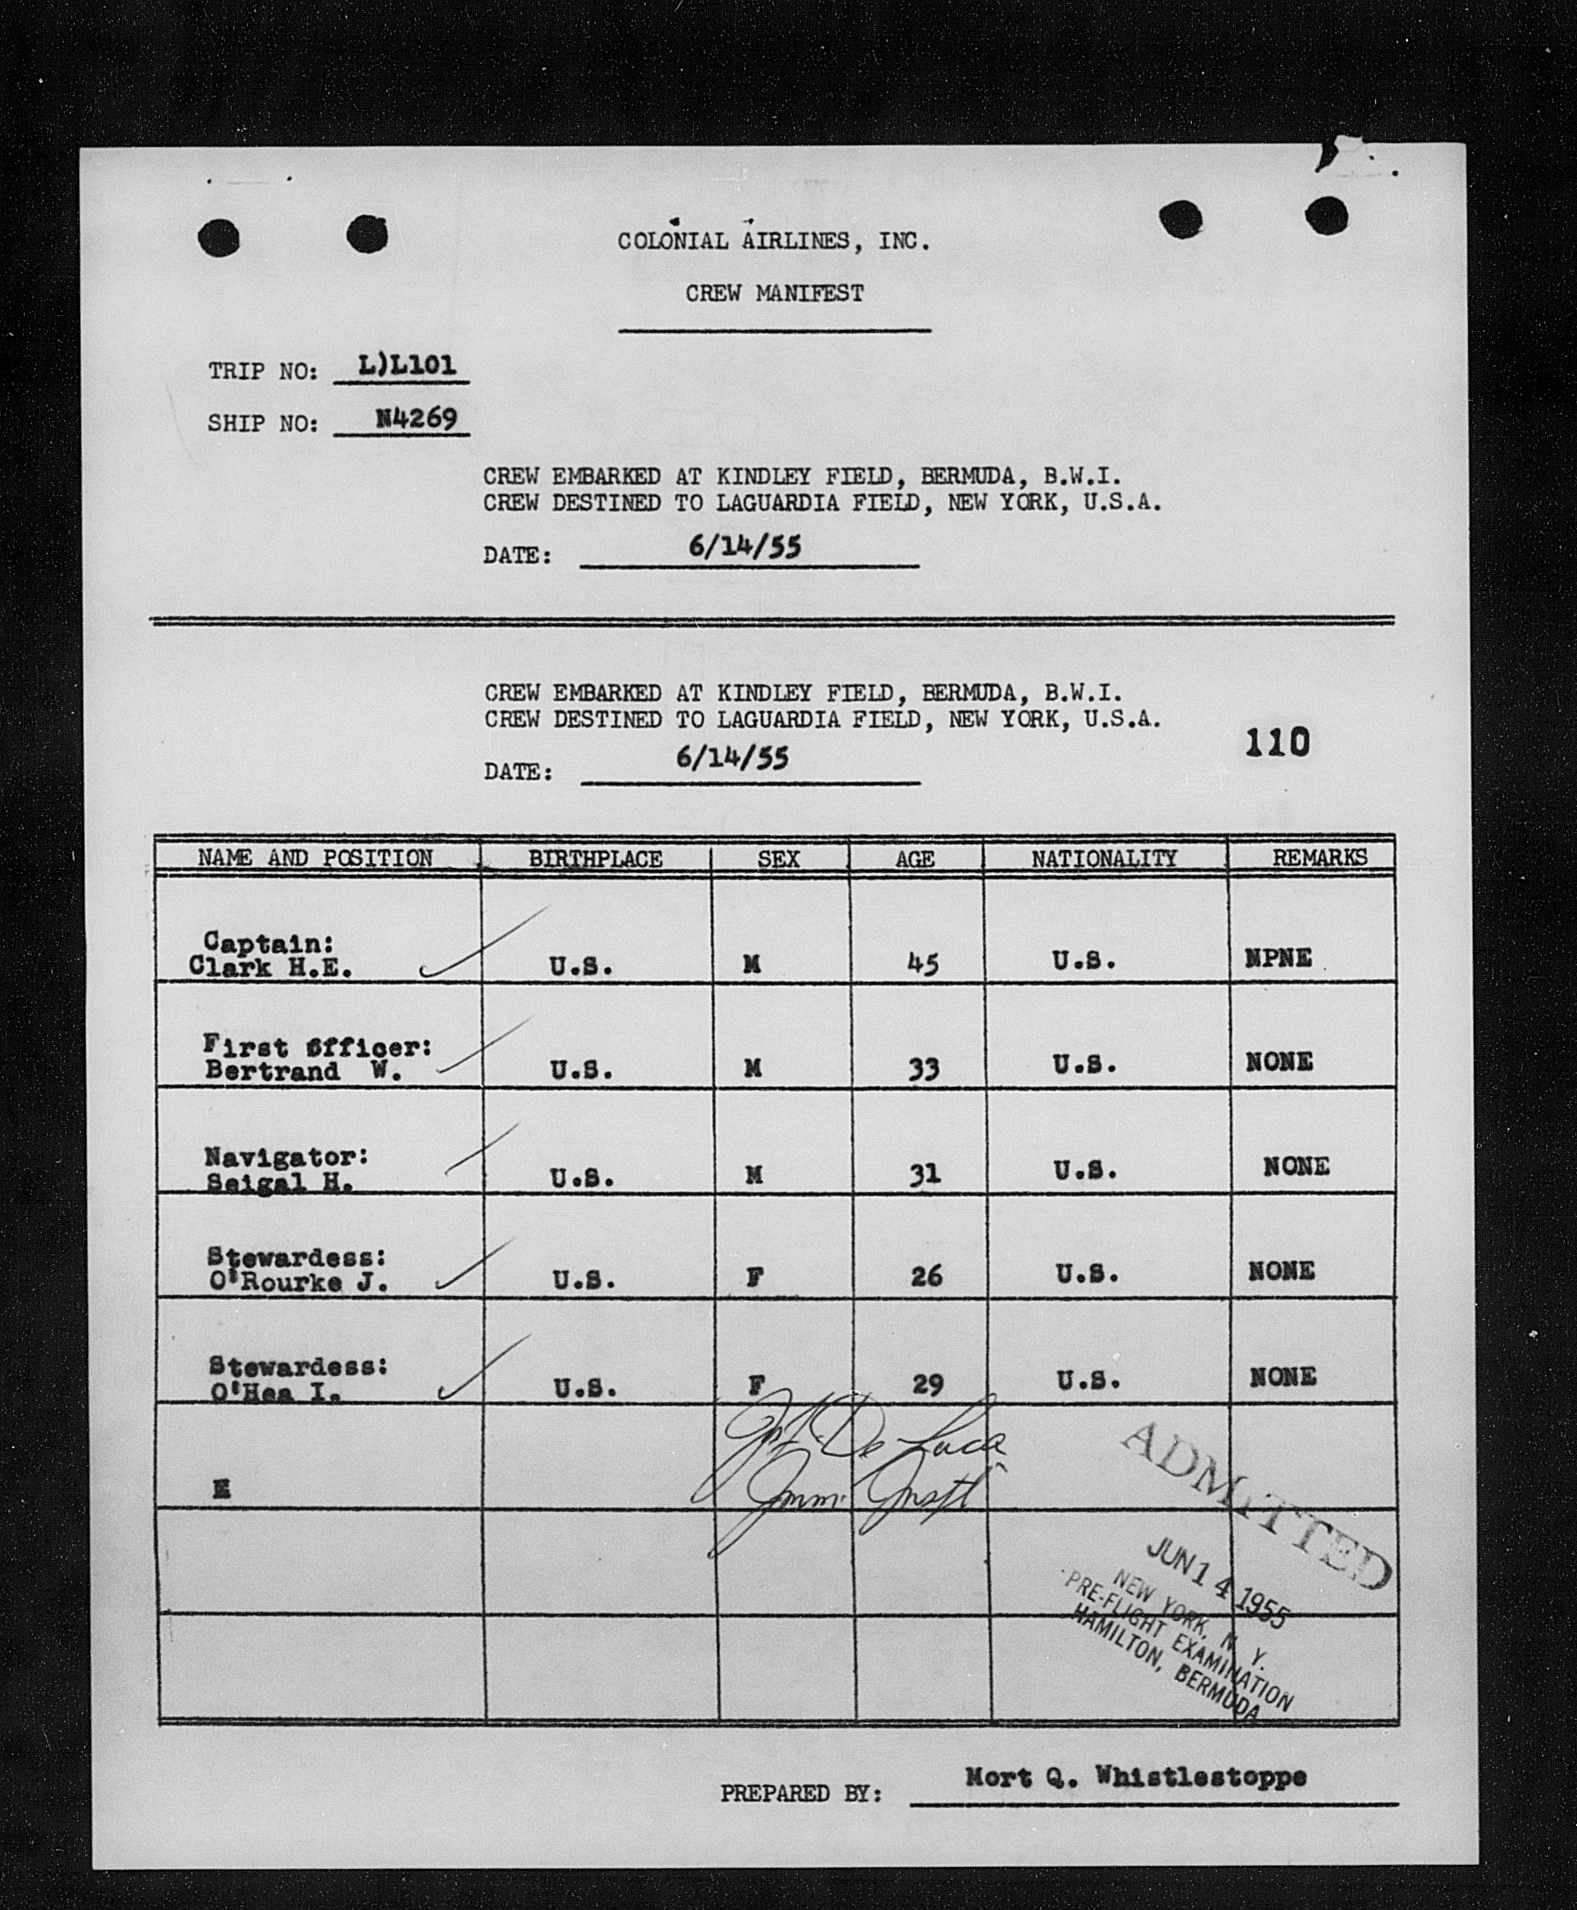 COLONIAL AIRLINES, INC.
CREW MANIFEST
TRIP NO: L)L101
SHIP NO: N4269
CREW EMBARKED AT KINDLEY FIELD, BERMUDA, B.W.I.
CREW DESTINED TO LAGUARDIA FIELD, NEW YORK, U.S.A.
DATE: 6/14/55
CREW EMBARKED AT KINDLEY FIELD, BERMUDA, B.W.I.
CREW DESTINED TO LAGUARDIA FIELD, NEW YORK, U.S.A.
110
DATE: 6/14/55
NAME AND POSITION BIRTHPLACE SEX AGE NATIONALITY REMARKS
Captain:
Clark H.E. U.S. M 45 U.S. NPNE
First Officer:
Bertrand W. U.S. M 33 U.S. NONE
Navigator:
Seigal H. U.S. M 31 U.S. NONE
Stewardess:
O'Rourke J. U.S. F 26 U.S. NONE
Stewardess:
O'Hea I. U.S. F 29 U.S. NONE
De Luca
Imm. Inspt
E
ADMITTED
JUN 14 1955
NEW YORK, N. Y.
PRE-FLIGHT EXAMINATION
HAMILTON, BERMUDA
PREPARED BY: Mort Q. Whistlestoppe